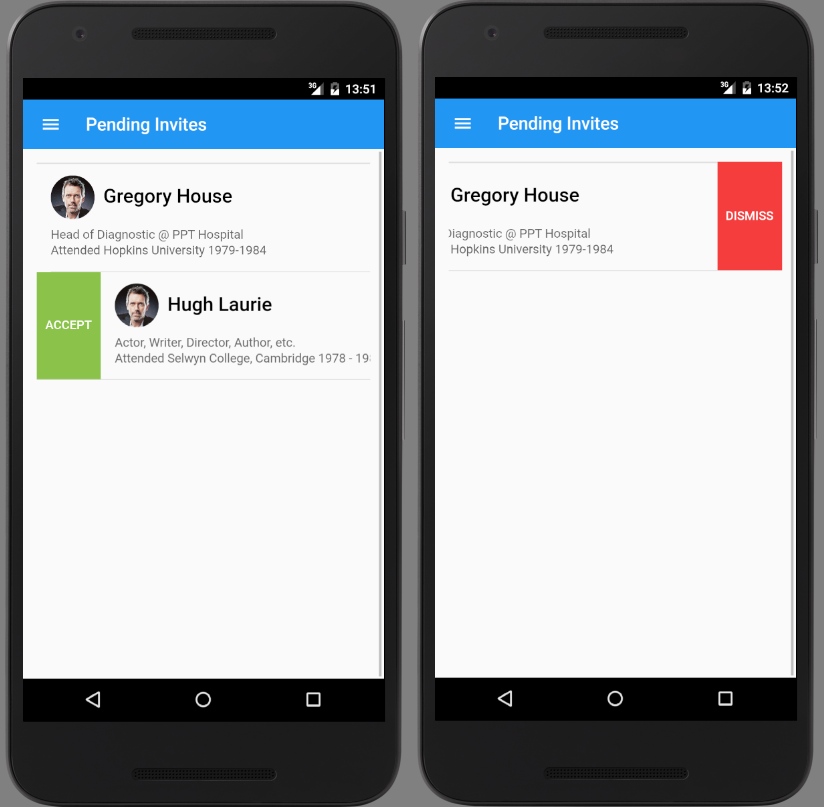 3G 13:51
Pending Invites
Gregory House
Head of Diagnostic @ PPT Hospital
Attended Hopkins University 1979-1984
ACCEPT
Hugh Laurie
Actor, Writer, Director, Author, etc.
Attended Selwyn College, Cambridge 1978 - 198
3G 13:52
Pending Invites
Gregory House
Diagnostic @ PPT Hospital
Hopkins University 1979-1984
DISMISS